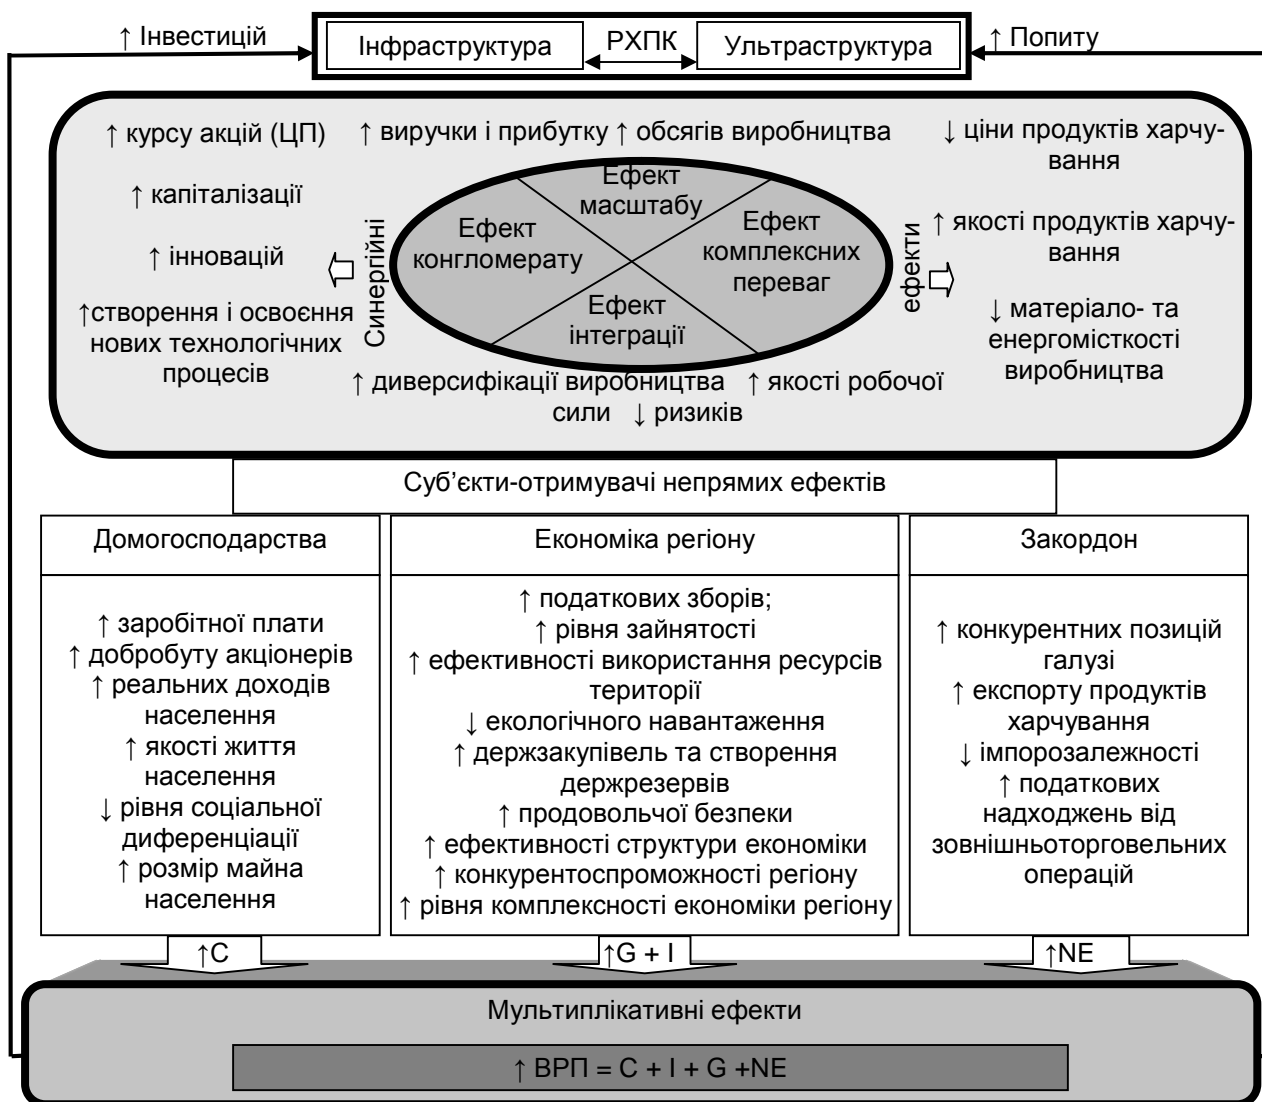 ↑ Інвестицій
Інфраструктура
РХПК
Ультраструктура
↑ Попиту
↑ курсу акцій (ЦП)
↑ виручки і прибутку ↑ обсягів виробництва
↓ ціни продуктів харчу-
вання
↑ капіталізації
↑ інновацій
↑створення і освоєння
нових технологічних
процесів
Синергійні
Ефект
масштабу
Ефект
конгломерату
Ефект
комплексних
переваг
Ефект
інтеграції
ефекти
↑ якості продуктів харчу-
вання
↓ матеріало- та
енергомісткості
виробництва
↑ диверсифікації виробництва ↑ якості робочої
сили ↓ ризиків
Суб’єкти-отримувачі непрямих ефектів
Домогосподарства
↑ заробітної плати
↑ добробуту акціонерів
↑ реальних доходів
населення
↑ якості життя
населення
↓ рівня соціальної
диференціації
↑ розмір майна
населення
Економіка регіону
↑ податкових зборів;
↑ рівня зайнятості
↑ ефективності використання ресурсів
території
↓ екологічного навантаження
↑ держзакупівель та створення
держрезервів
↑ продовольчої безпеки
↑ ефективності структури економіки
↑ конкурентоспроможності регіону
↑ рівня комплексності економіки регіону
Закордон
↑ конкурентних позицій
галузі
↑ експорту продуктів
харчування
↓ імпорозалежності
↑ податкових
надходжень від
зовнішньоторговельних
операцій
↑C
↑G + I
↑NE
Мультиплікативні ефекти
↑ ВРП = C + I + G +NE